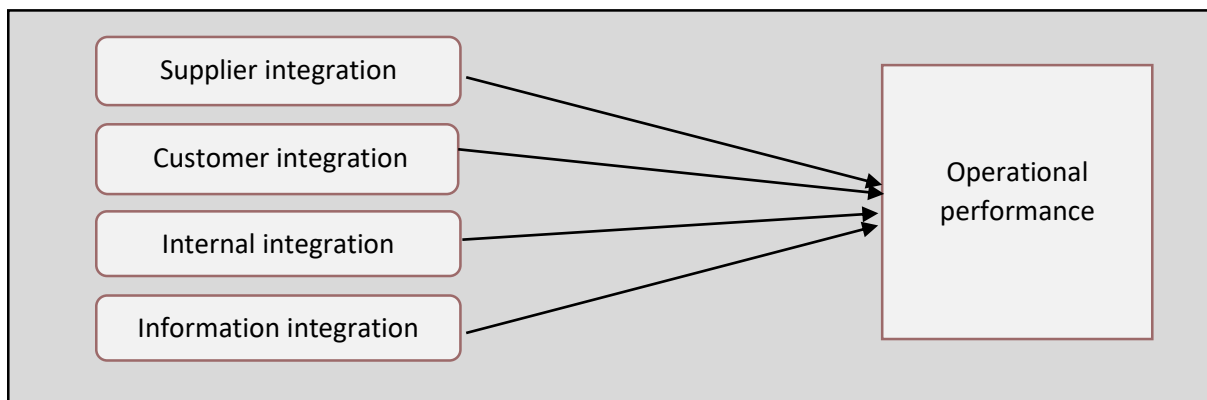 Supplier integration
Customer integration
Internal integration
Information integration
Operational
performance